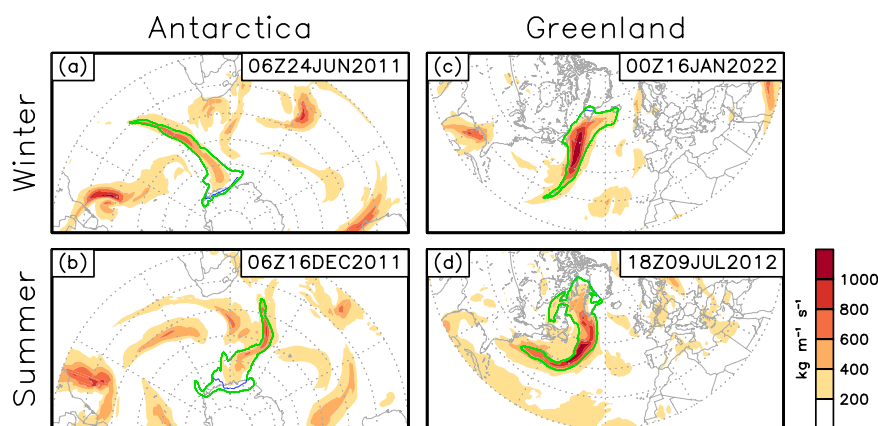 Antarctica Greenland
Winter
(a) 06Z24JUN2011
(c) 00Z16JAN2022
Summer
(b) 06Z16DEC2011
(d) 18Z09JUL2012
1000
800
600
400
200
kg m⁻¹ s⁻¹